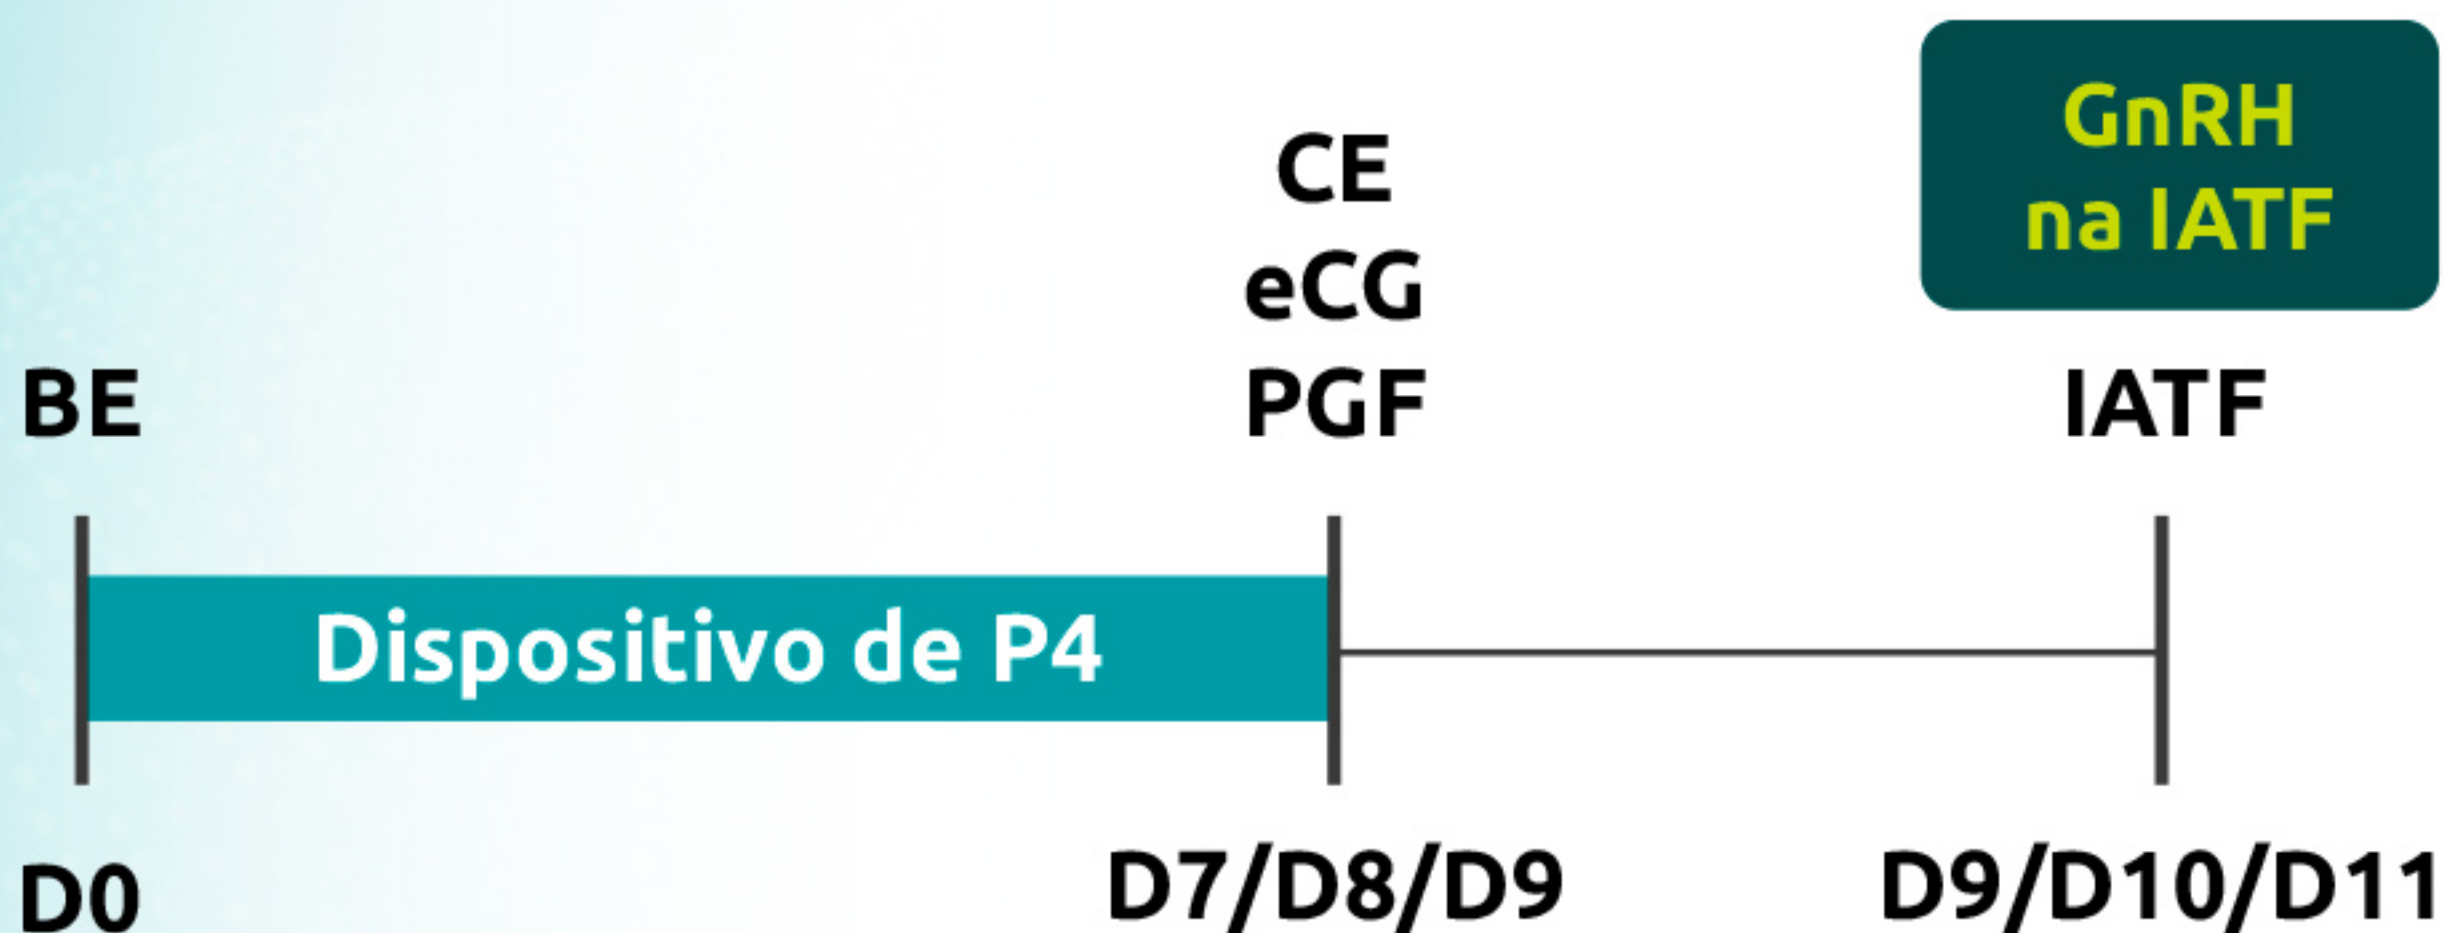 GnRH
na IATF
CE
eCG
PGF
BE
IATF
Dispositivo de P4
D0
D7/D8/D9
D9/D10/D11